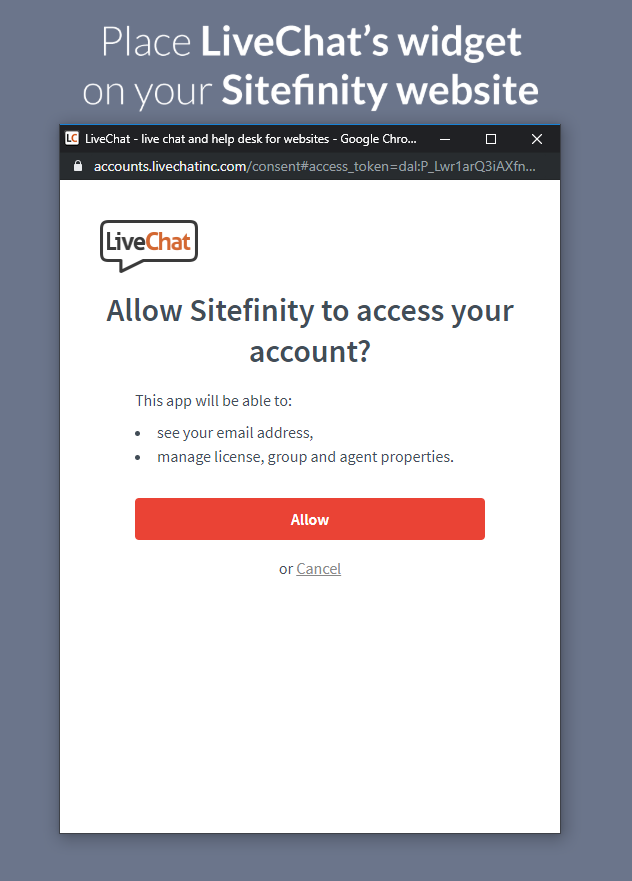 Place LiveChat’s widget
on your Sitefinity website
LC LiveChat - live chat and help desk for websites - Google Chro...
accounts.livechatinc.com/consent#access_token=dal:P_Lwr1arQ3iAXfn...
LiveChat
Allow Sitefinity to access your
account?
This app will be able to:
• see your email address,
• manage license, group and agent properties.
Allow
or Cancel